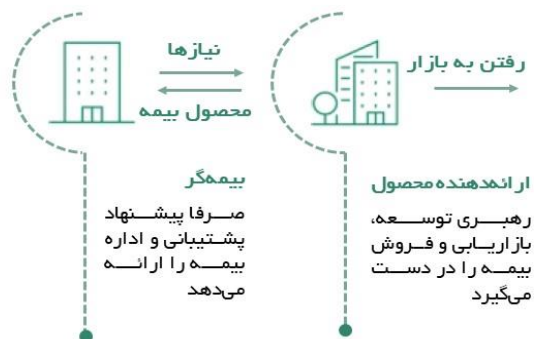 رفتن به بازار
نیازها
محصول بیمه
ارائه‌دهنده محصول
رهبری توسعه،
بازاریابی و فروش
بیمه را در دست
می‌گیرد
بیمه‌گر
صرفا پیشنهاد
پشتیبانی و اداره
بیمه را ارائه
می‌دهد